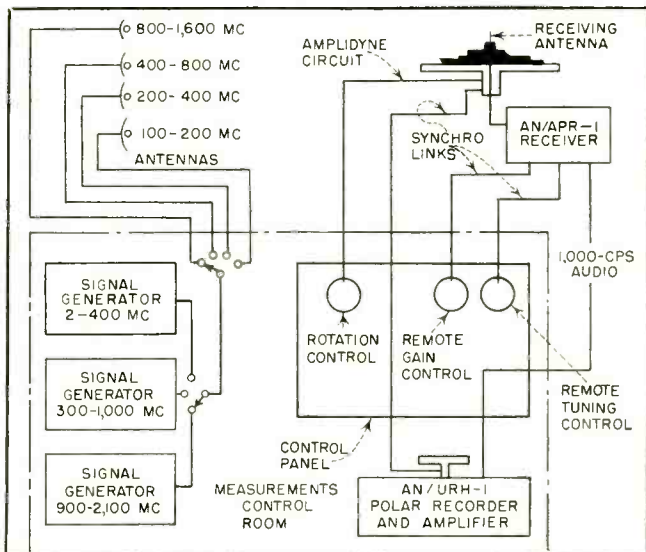 800-1,600 MC
400-800 MC
200-400 MC
100-200 MC
ANTENNAS
AMPLIDYNE
CIRCUIT
RECEIVING
ANTENNA
SYNCHRO
LINKS
AN/APR-1
RECEIVER
1,000-CPS
AUDIO
SIGNAL
GENERATOR
2-400 MC
SIGNAL
GENERATOR
300-1,000 MC
SIGNAL
GENERATOR
900-2,100 MC
ROTATION
CONTROL
REMOTE
GAIN
CONTROL
REMOTE
TUNING
CONTROL
CONTROL
PANEL
MEASUREMENTS
CONTROL
ROOM
AN/URH-1
POLAR RECORDER
AND AMPLIFIER